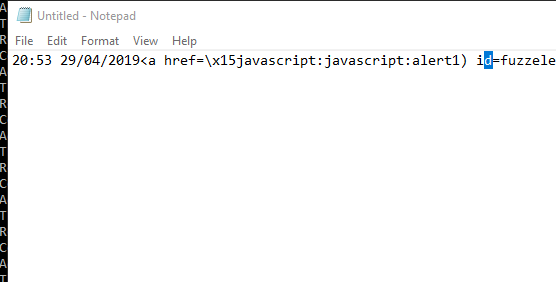 Untitled - Notepad
File Edit Format View Help
20:53 29/04/2019<a href=\x15javascript:javascript:alert1) id=fuzzele
A
T
R
C
A
T
R
C
A
T
R
C
A
T
R
C
A
T